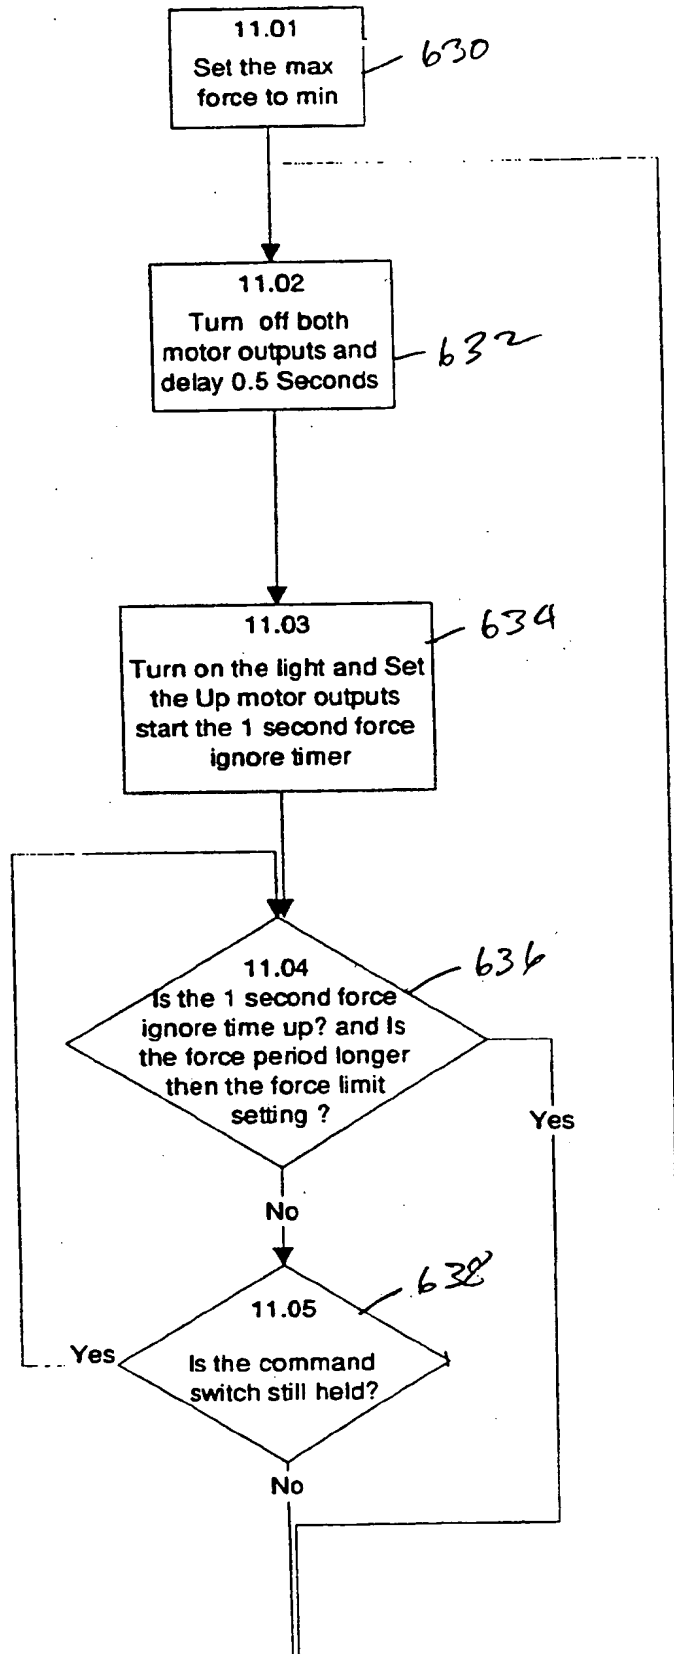 11.01
Set the max
force to min
630
11.02
Turn off both
motor outputs and
delay 0.5 Seconds
632
11.03
Turn on the light and Set
the Up motor outputs
start the 1 second force
ignore timer
634
11.04
Is the 1 second force
ignore time up? and Is
the force period longer
then the force limit
setting ?
636
Yes
No
11.05
Is the command
switch still held?
638
Yes
No